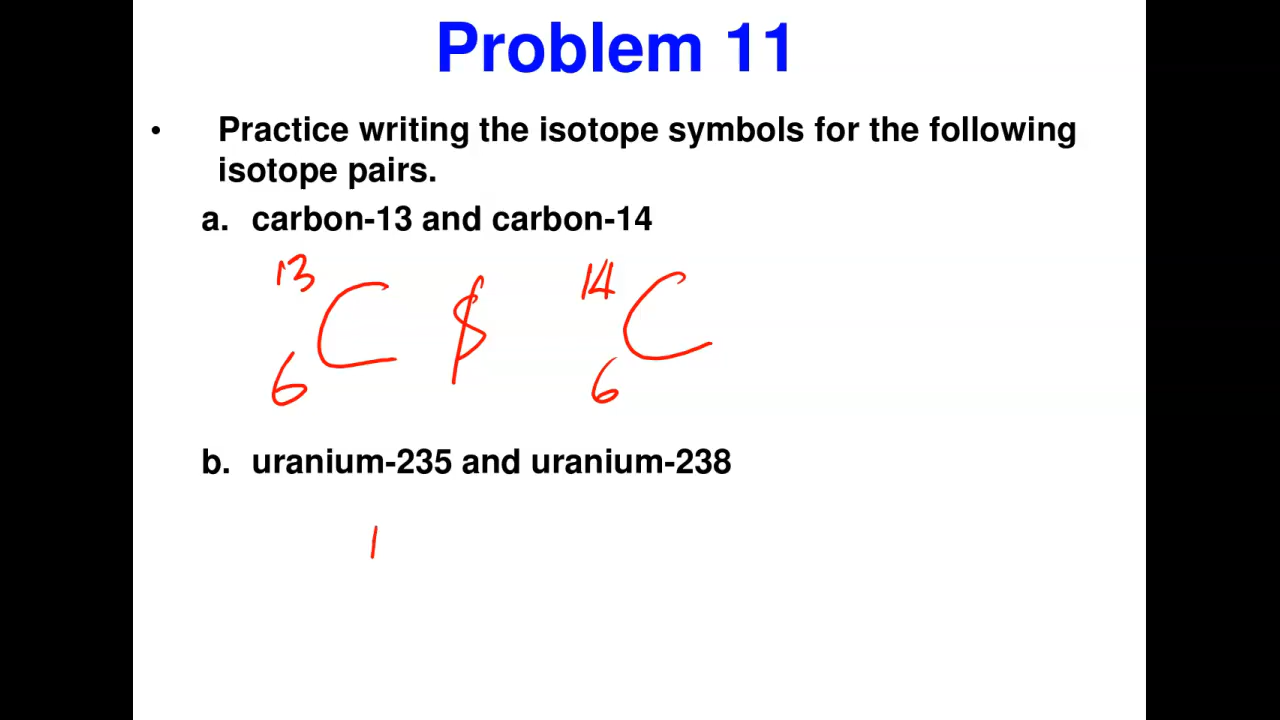 Problem 11
• Practice writing the isotope symbols for the following
isotope pairs.
a. carbon-13 and carbon-14
13 14
C $ C
6 6
b. uranium-235 and uranium-238